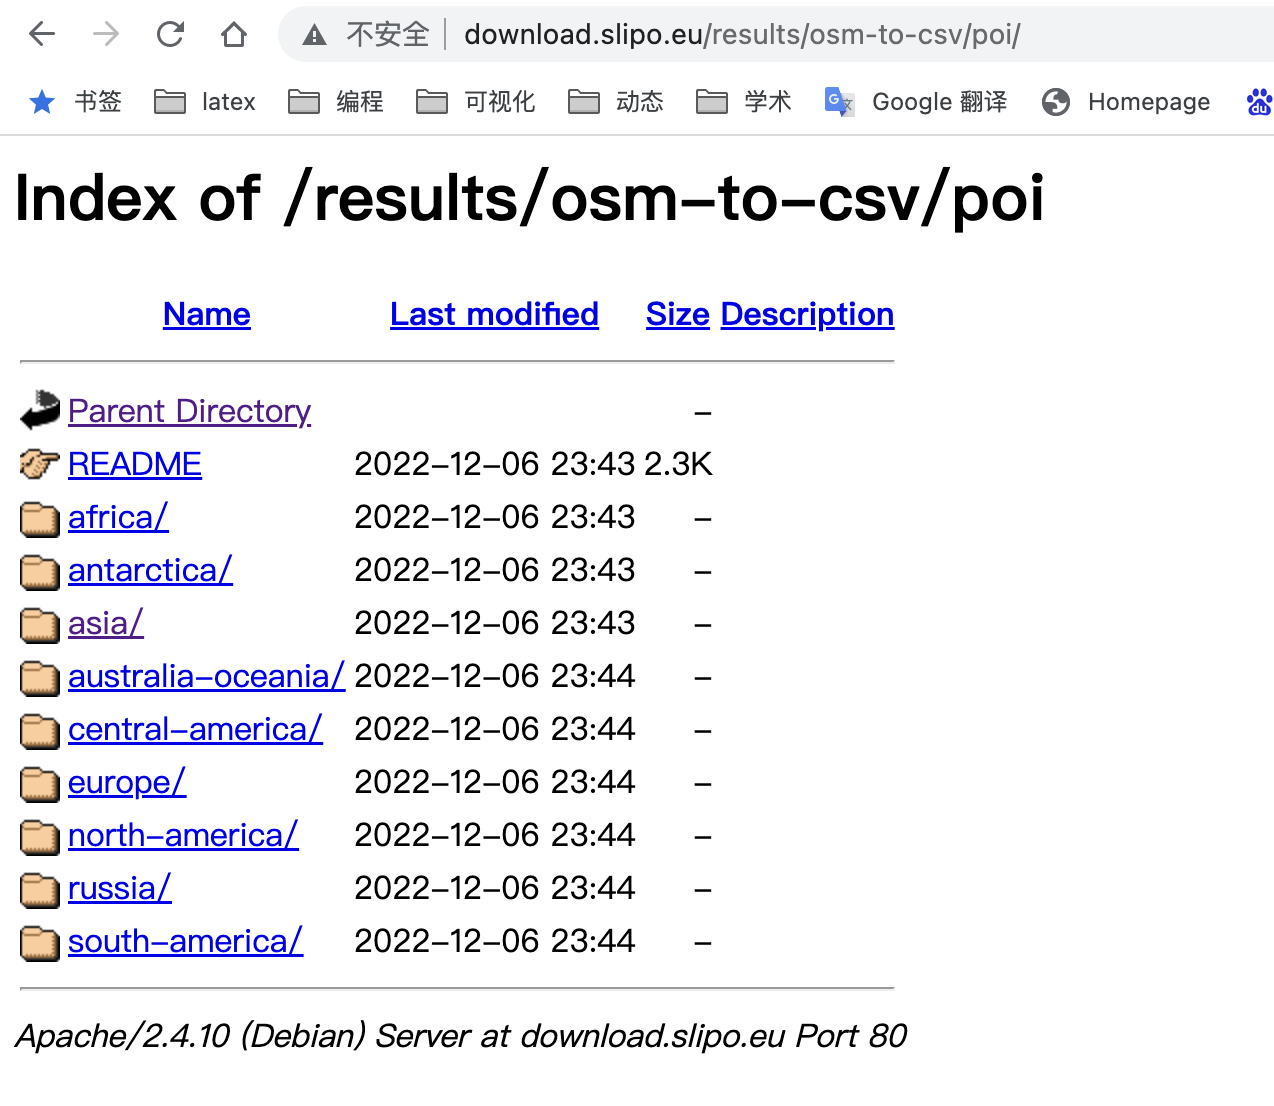 不安全 download.slipo.eu/results/osm-to-csv/poi/
书签 latex 编程 可视化 动态 学术 Google 翻译 Homepage
Index of /results/osm-to-csv/poi
Name Last modified Size Description
Parent Directory -
README 2022-12-06 23:43 2.3K
africa/ 2022-12-06 23:43 -
antarctica/ 2022-12-06 23:43 -
asia/ 2022-12-06 23:43 -
australia-oceania/ 2022-12-06 23:44 -
central-america/ 2022-12-06 23:44 -
europe/ 2022-12-06 23:44 -
north-america/ 2022-12-06 23:44 -
russia/ 2022-12-06 23:44 -
south-america/ 2022-12-06 23:44 -
Apache/2.4.10 (Debian) Server at download.slipo.eu Port 80